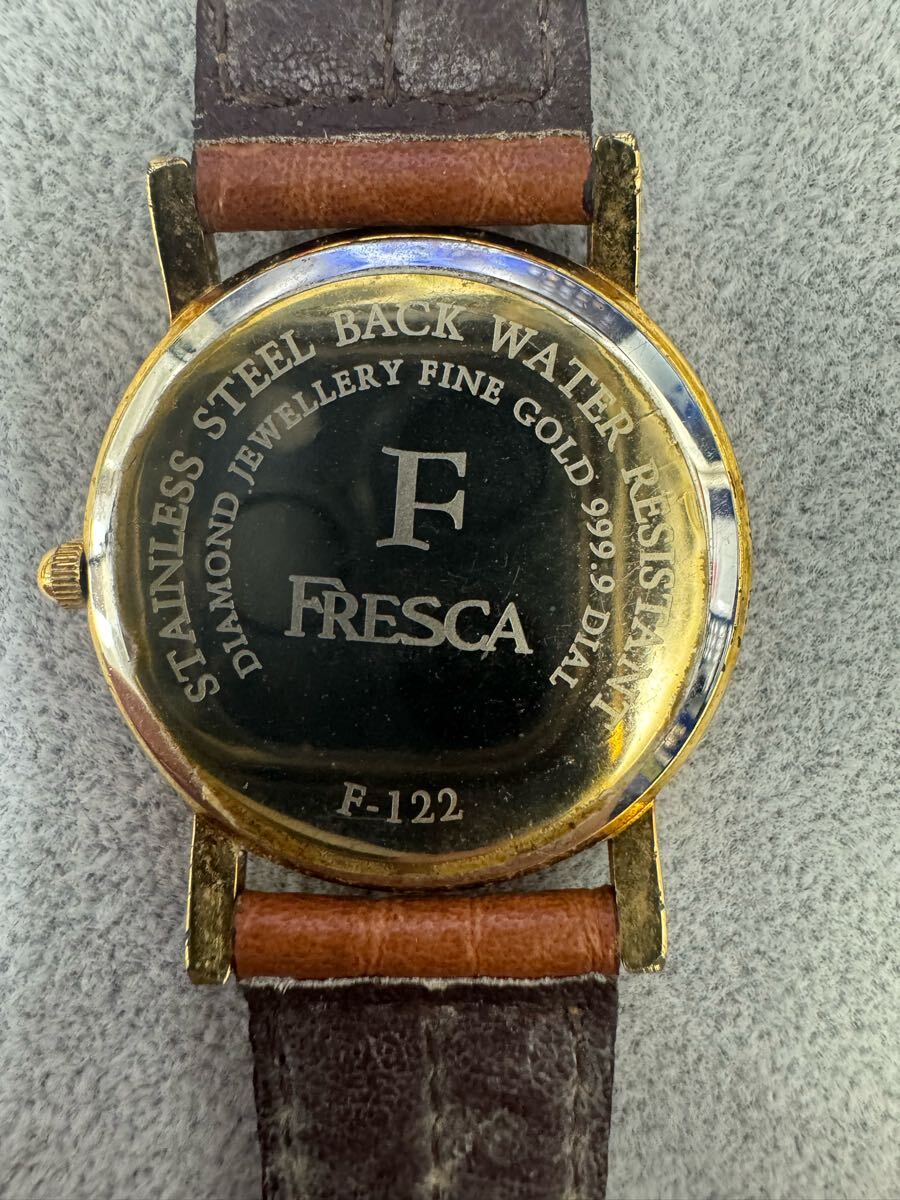 STAINLESS STEEL BACK WATER RESISTANT
DIAMOND JEWELLERY FINE GOLD 999.9 DIAL
F
FRESCA
F-122